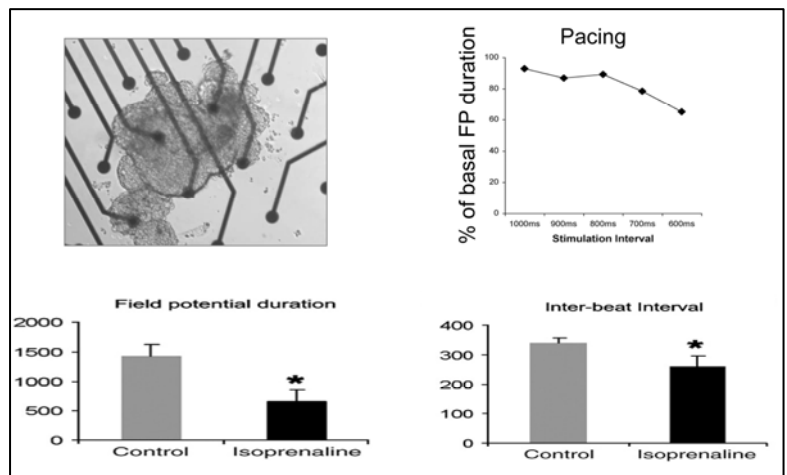 Pacing
% of basal FP duration
100
80
60
40
20
0
1000ms 900ms 800ms 700ms 600ms
Stimulation Interval
Field potential duration
2000
1500
1000
500
0
*
Control Isoprenaline
Inter-beat Interval
400
300
200
100
0
*
Control Isoprenaline